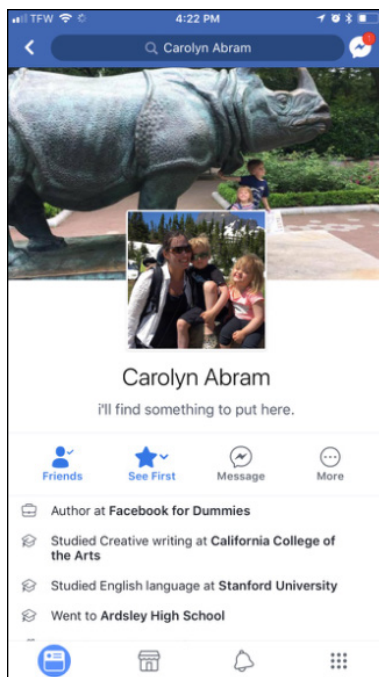 TFW
4:22 PM
Carolyn Abram
1
Carolyn Abram
i'll find something to put here.
Friends
See First
Message
More
Author at Facebook for Dummies
Studied Creative writing at California College of
the Arts
Studied English language at Stanford University
Went to Ardsley High School